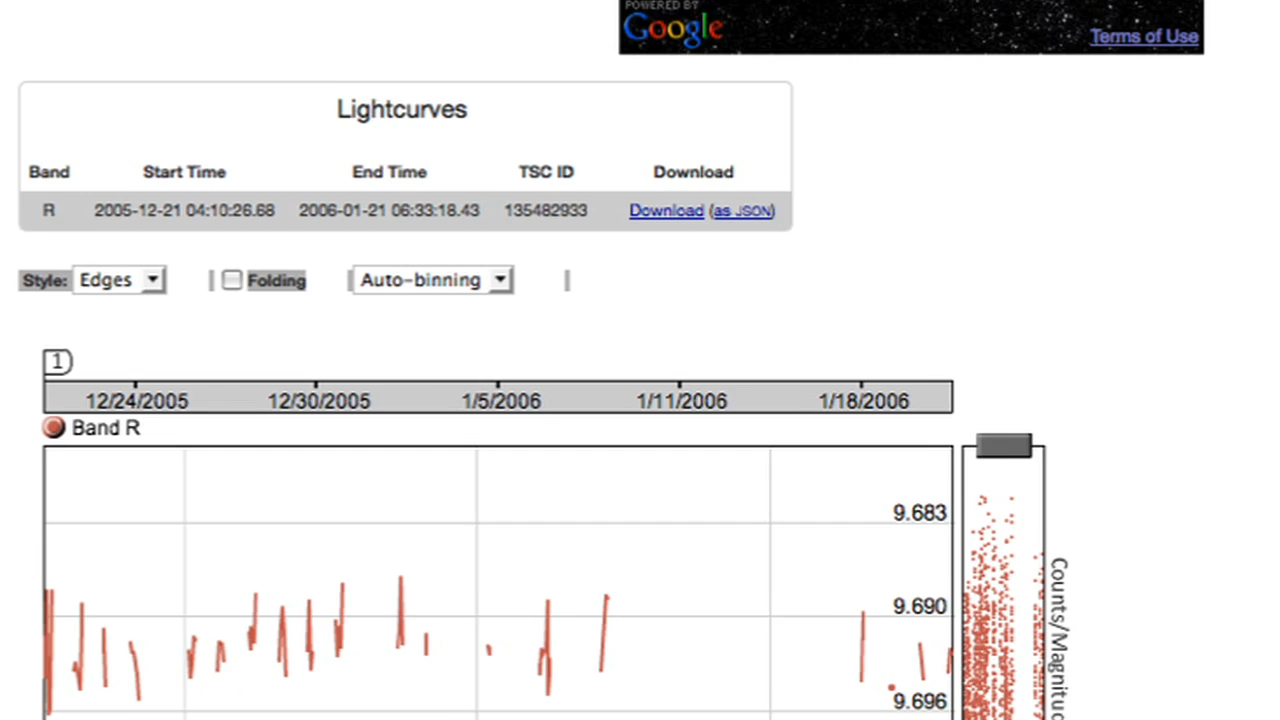 POWERED BY
Google
Terms of Use
Lightcurves
Band Start Time End Time TSC ID Download
R 2005-12-21 04:10:26.68 2006-01-21 06:33:18.43 135482933 Download (as JSON)
Style: Edges Folding Auto-binning
1
12/24/2005 12/30/2005 1/5/2006 1/11/2006 1/18/2006
Band R
9.683
9.690
9.696
Counts/Magnitud